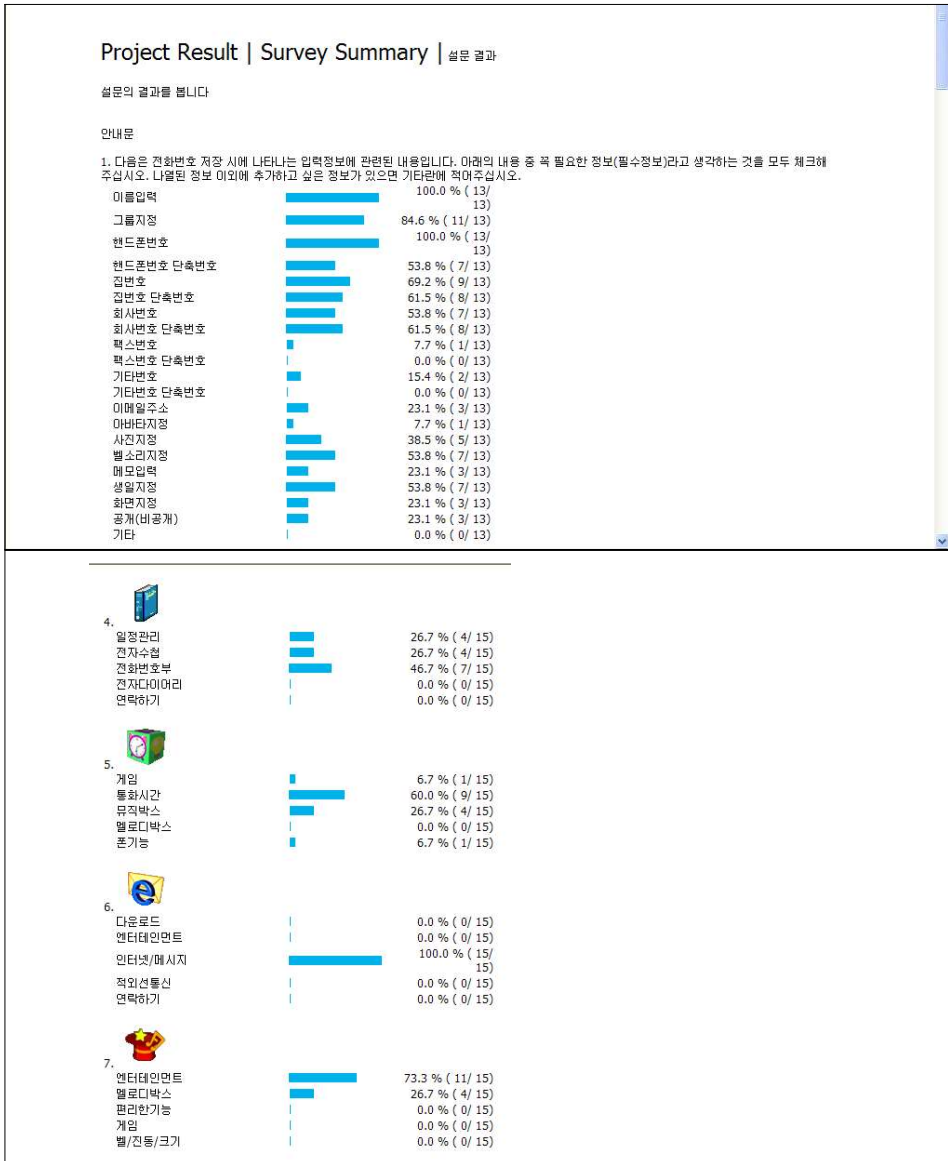 Project Result | Survey Summary | 설문 결과
설문의 결과를 봅니다
안내문
1. 다음은 전화번호 저장 시에 나타나는 입력정보에 관련된 내용입니다. 아래의 내용 중 꼭 필요한 정보(필수정보)라고 생각하는 것을 모두 체크해
주십시오. 나열된 정보 이외에 추가하고 싶은 정보가 있으면 기타란에 적어주십시오.
이름입력 100.0 % ( 13/
13)
그룹지정 84.6 % ( 11/ 13)
핸드폰번호 100.0 % ( 13/
13)
핸드폰번호 단축번호 53.8 % ( 7/ 13)
집번호 69.2 % ( 9/ 13)
집번호 단축번호 61.5 % ( 8/ 13)
회사번호 53.8 % ( 7/ 13)
회사번호 단축번호 61.5 % ( 8/ 13)
팩스번호 7.7 % ( 1/ 13)
팩스번호 단축번호 0.0 % ( 0/ 13)
기타번호 15.4 % ( 2/ 13)
기타번호 단축번호 0.0 % ( 0/ 13)
이메일주소 23.1 % ( 3/ 13)
아바타지정 7.7 % ( 1/ 13)
사진지정 38.5 % ( 5/ 13)
벨소리지정 53.8 % ( 7/ 13)
메모입력 23.1 % ( 3/ 13)
생일지정 53.8 % ( 7/ 13)
화면지정 23.1 % ( 3/ 13)
공개(비공개) 23.1 % ( 3/ 13)
기타 0.0 % ( 0/ 13)
4.
일정관리 26.7 % ( 4/ 15)
전자수첩 26.7 % ( 4/ 15)
전화번호부 46.7 % ( 7/ 15)
전자다이어리 0.0 % ( 0/ 15)
연락하기 0.0 % ( 0/ 15)
5.
게임 6.7 % ( 1/ 15)
통화시간 60.0 % ( 9/ 15)
뮤직박스 26.7 % ( 4/ 15)
멜로디박스 0.0 % ( 0/ 15)
폰기능 6.7 % ( 1/ 15)
6.
다운로드 0.0 % ( 0/ 15)
엔터테인먼트 0.0 % ( 0/ 15)
인터넷/메시지 100.0 % ( 15/
15)
적외선통신 0.0 % ( 0/ 15)
연락하기 0.0 % ( 0/ 15)
7.
엔터테인먼트 73.3 % ( 11/ 15)
멜로디박스 26.7 % ( 4/ 15)
편리한기능 0.0 % ( 0/ 15)
게임 0.0 % ( 0/ 15)
벨/진동/크기 0.0 % ( 0/ 15)